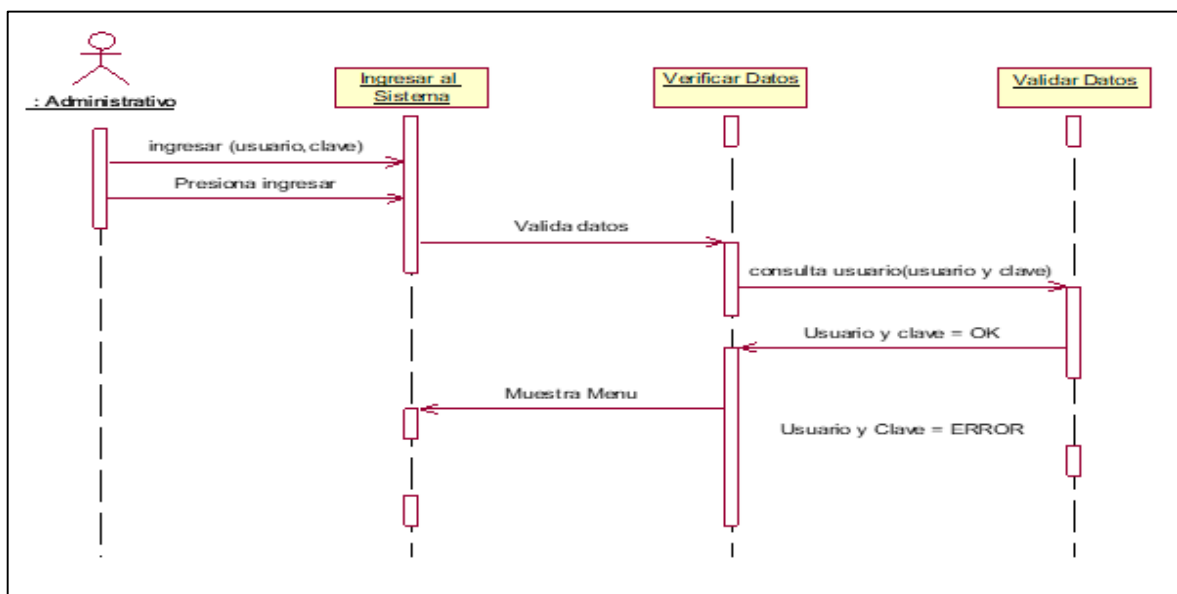 : Administrativo
Ingresar al
Sistema
Verificar Datos
Validar Datos
ingresar (usuario,clave)
Presiona ingresar
Valida datos
consulta usuario(usuario y clave)
Usuario y clave = OK
Muestra Menu
Usuario y Clave = ERROR